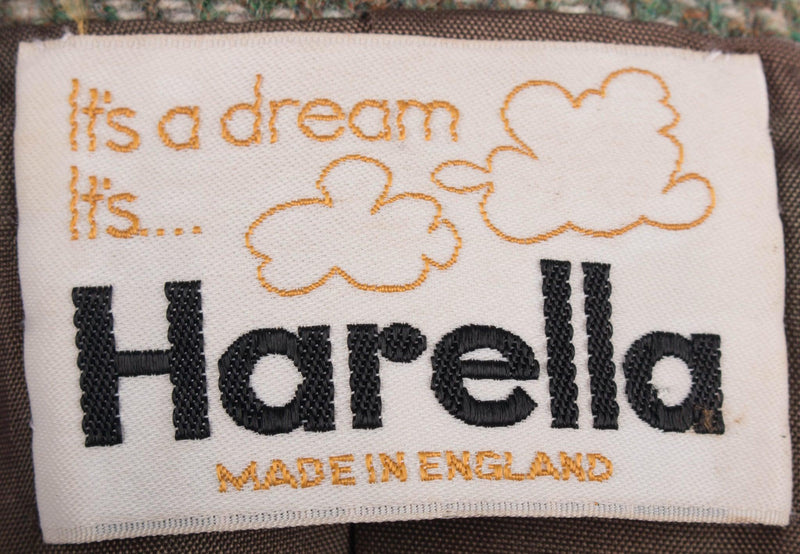 It's a dream
It's....
Harella
MADE IN ENGLAND